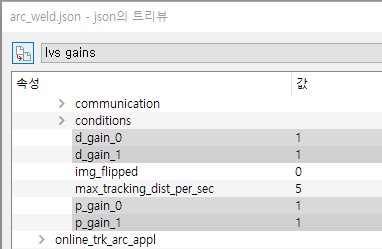 arc_weld.json - json의 트리뷰
lvs gains
속성 값
communication
conditions
d_gain_0 1
d_gain_1 1
img_flipped 0
max_tracking_dist_per_sec 5
p_gain_0 1
p_gain_1 1
online_trk_arc_appl